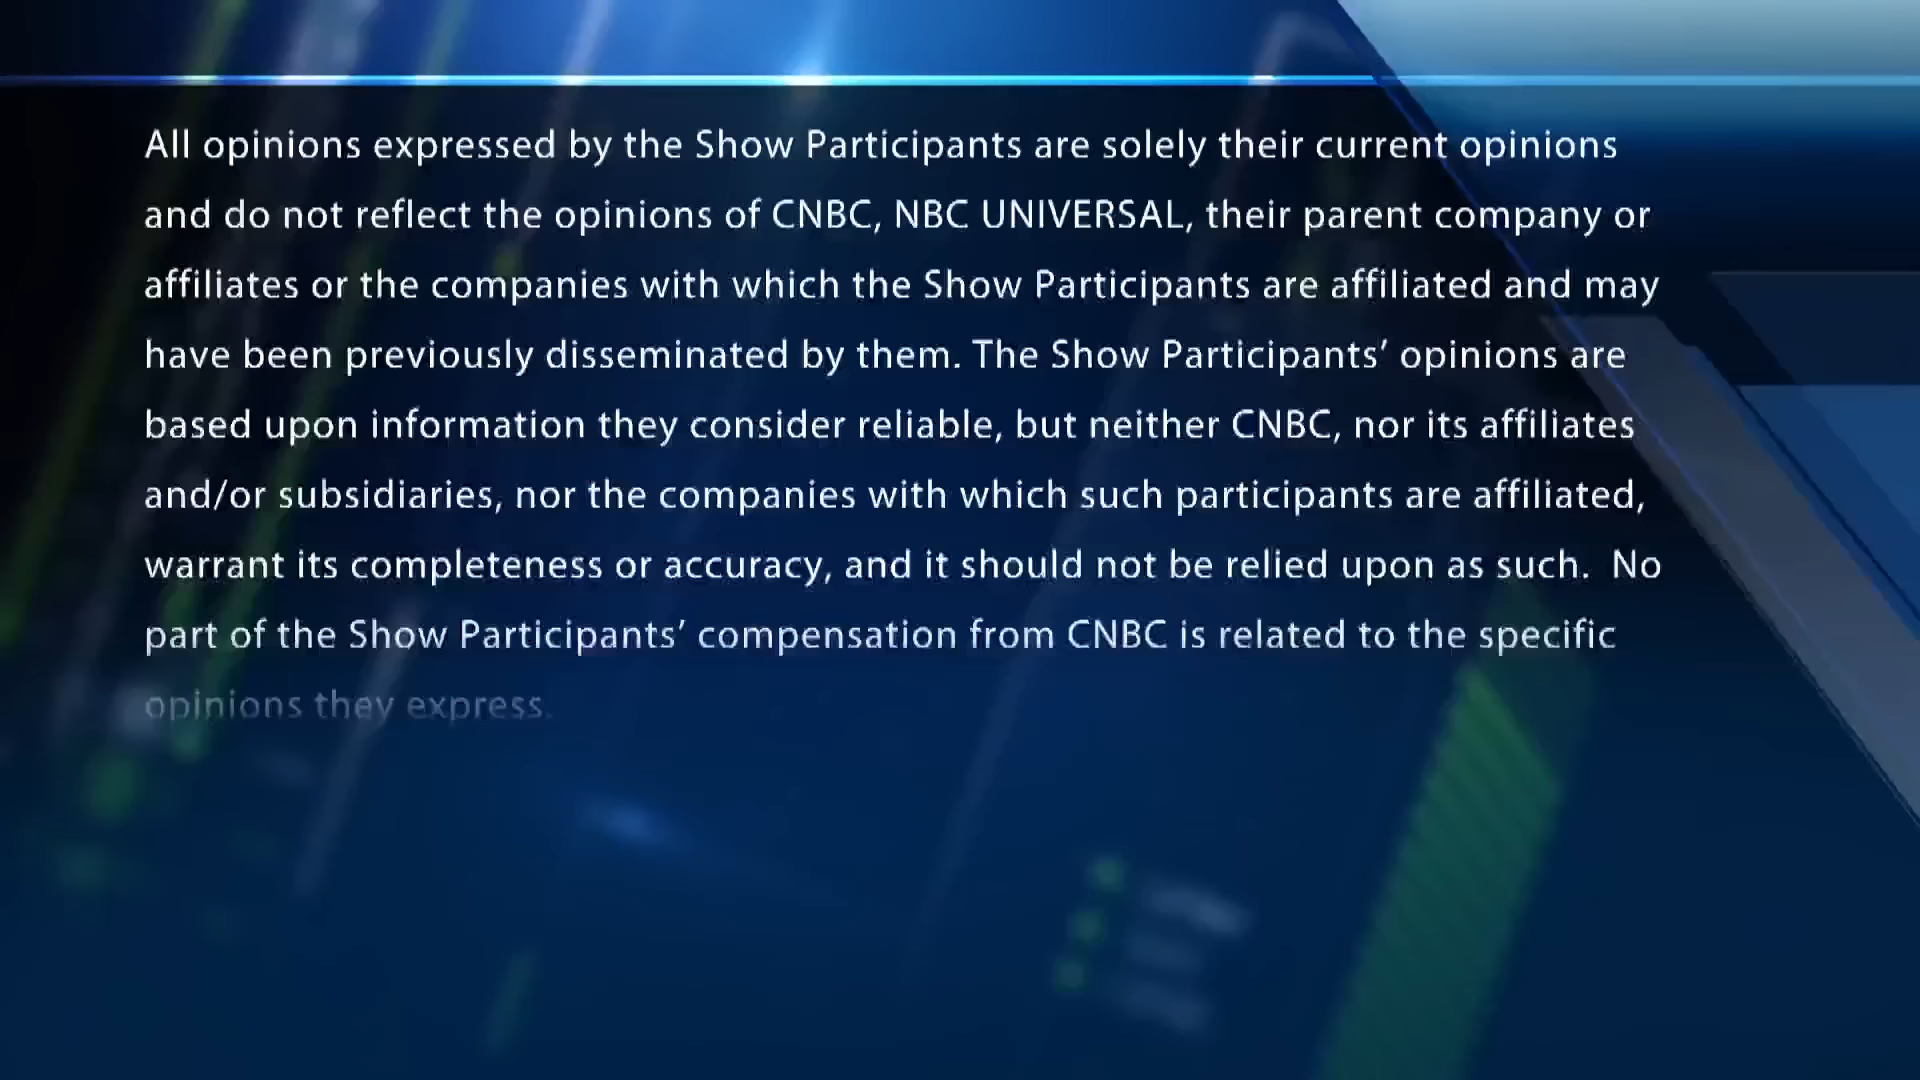 All opinions expressed by the Show Participants are solely their current opinions
and do not reflect the opinions of CNBC, NBC UNIVERSAL, their parent company or
affiliates or the companies with which the Show Participants are affiliated and may
have been previously disseminated by them. The Show Participants’ opinions are
based upon information they consider reliable, but neither CNBC, nor its affiliates
and/or subsidiaries, nor the companies with which such participants are affiliated,
warrant its completeness or accuracy, and it should not be relied upon as such.  No
part of the Show Participants’ compensation from CNBC is related to the specific
opinions they express.